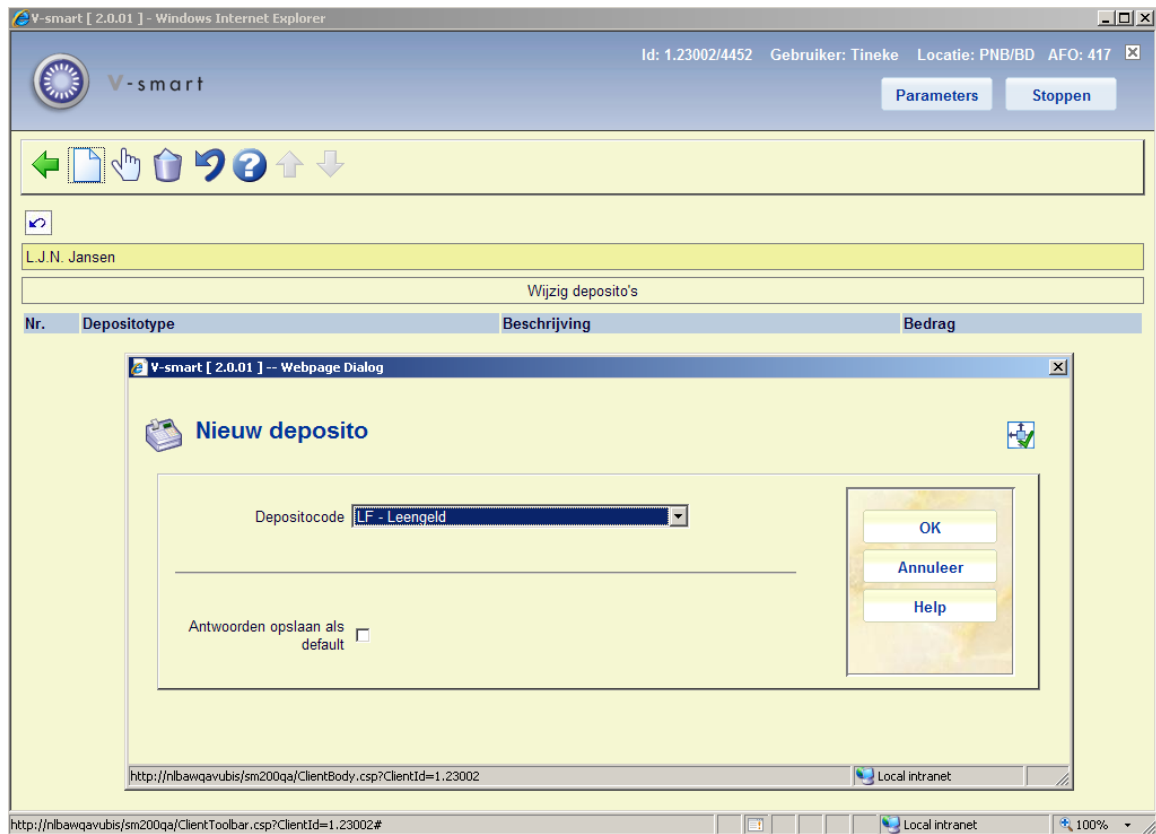 V-smart [ 2.0.01 ] - Windows Internet Explorer
Id: 1.23002/4452 Gebruiker: Tineke Locatie: PNB/BD AFO: 417
V-smart
Parameters Stoppen
L.J.N. Jansen
Wijzig deposito's
Nr. Depositotype Beschrijving Bedrag
V-smart [ 2.0.01 ] -- Webpage Dialog
Nieuw deposito
Depositocode LF - Leengeld
OK
Annuleer
Help
Antwoorden opslaan als
default
http://nlbawqavubis/sm200qa/ClientBody.csp?ClientId=1.23002 Local intranet
http://nlbawqavubis/sm200qa/ClientToolbar.csp?ClientId=1.23002# Local intranet 100%